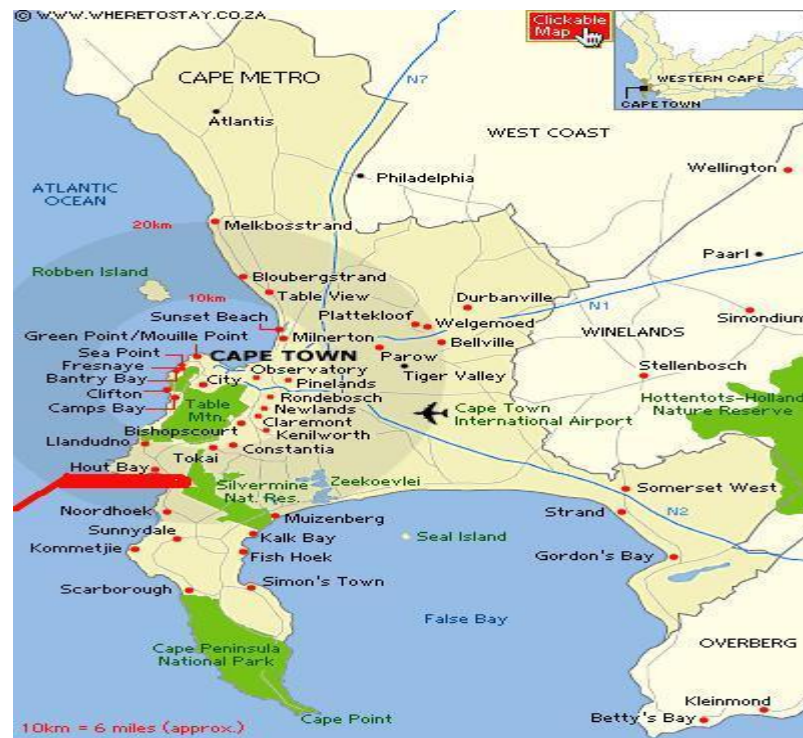 © WWW.WHERETOSTAY.CO.ZA
Clickable
Map
WESTERN CAPE
CAPE TOWN
CAPE METRO
N7
Atlantis
WEST COAST
Wellington
Philadelphia
ATLANTIC
OCEAN
20km
Melkbosstrand
Paarl
Robben Island
Bloubergstrand
10km
Table View
Durbanville
N1
Sunset Beach
Plattekloof
Welgemoed
Simondium
Green Point/Mouille Point
Milnerton
WINELANDS
Bellville
Sea Point
CAPE TOWN
Parow
Fresnaye
Observatory
Tiger Valley
Stellenbosch
Bantry Bay
City
Pinelands
Clifton
Rondebosch
Hottentots-Holland
Nature Reserve
Camps Bay
Table
Mtn.
Newlands
Cape Town
International Airport
Bishopscourt
Claremont
Kenilworth
Llandudno
Constantia
Tokai
Hout Bay
Silvermine
Nat. Res.
Zeekoevlei
Somerset West
Noordhoek
Muizenberg
Strand
N2
Sunnydale
Kalk Bay
Seal Island
Kommetjie
Fish Hoek
Gordon's Bay
Scarborough
Simon's Town
False Bay
Cape Peninsula
National Park
OVERBERG
Kleinmond
Cape Point
Betty's Bay
10km = 6 miles (approx.)